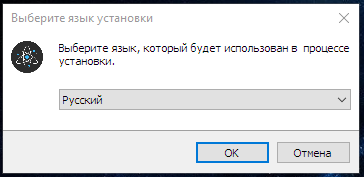 Выберите язык установки
Выберите язык, который будет использован в процессе
установки.
Русский
OK
Отмена